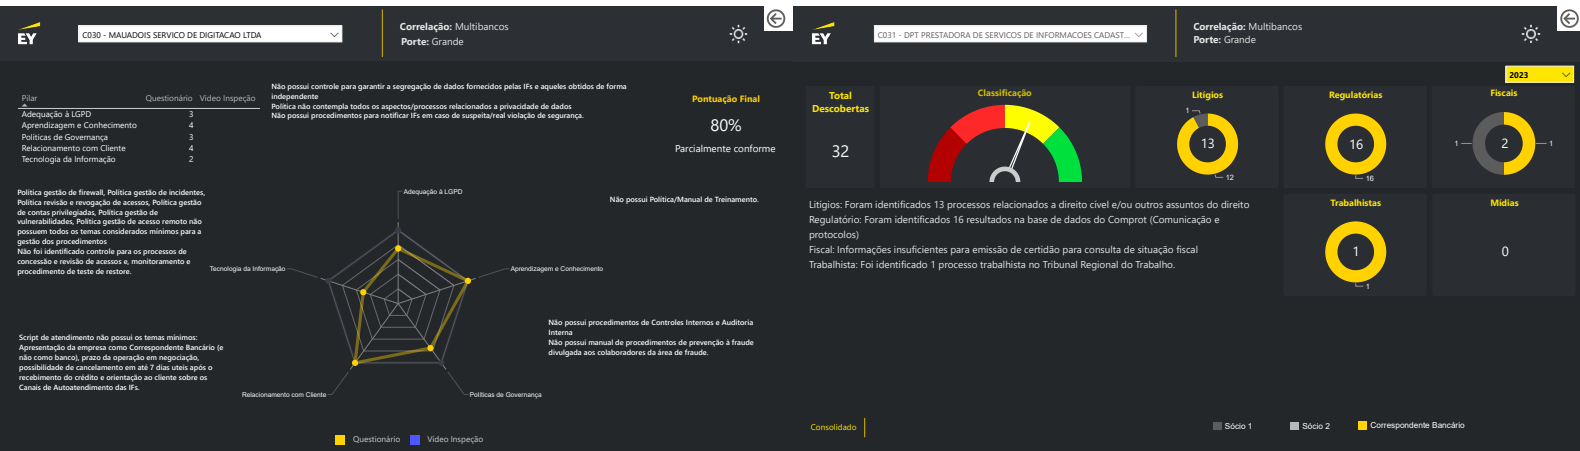 EY
C030 - MAUADOIS SERVICO DE DIGITACAO LTDA
Correlação: Multibancos
Porte: Grande
Pilar Questionário Video Inspeção
Adequação à LGPD 3
Aprendizagem e Conhecimento 4
Políticas de Governança 3
Relacionamento com Cliente 4
Tecnologia da Informação 2
Não possui controle para garantir a segregação de dados fornecidos pelas IFs e aqueles obtidos de forma
independente
Política não contempla todos os aspectos/processos relacionados a privacidade de dados
Não possui procedimentos para notificar IFs em caso de suspeita/real violação de segurança.
Pontuação Final
80%
Parcialmente conforme
Política gestão de firewall, Política gestão de incidentes,
Política revisão e revogação de acessos, Política gestão
de contas privilegiadas, Política gestão de
vulnerabilidades, Política gestão de acesso remoto não
possuem todos os temas considerados mínimos para a
gestão dos procedimentos
Não foi identificado controle para os processos de
concessão e revisão de acessos e, monitoramento e
procedimento de teste de restore.
Adequação à LGPD
Não possui Política/Manual de Treinamento.
Tecnologia da Informação
Aprendizagem e Conhecimento
Não possui procedimentos de Controles Internos e Auditoria
Interna
Não possui manual de procedimentos de prevenção à fraude
divulgada aos colaboradores da área de fraude.
Script de atendimento não possui os temas mínimos:
Apresentação da empresa como Correspondente Bancário (e
não como banco), prazo da operação em negociação,
possibilidade de cancelamento em até 7 dias uteis após o
recebimento do crédito e orientação ao cliente sobre os
Canais de Autoatendimento das IFs.
Relacionamento com Cliente
Políticas de Governança
Questionário Video Inspeção
EY
C031 - DPT PRESTADORA DE SERVICOS DE INFORMACOES CADAST...
Correlação: Multibancos
Porte: Grande
2023
Total
Descobertas
32
Classificação
Litígios
1
13
12
Regulatórias
16
16
Fiscais
1
2
1
Litígios: Foram identificados 13 processos relacionados a direito cível e/ou outros assuntos do direito
Regulatório: Foram identificados 16 resultados na base de dados do Comprot (Comunicação e
protocolos)
Fiscal: Informações insuficientes para emissão de certidão para consulta de situação fiscal
Trabalhista: Foi identificado 1 processo trabalhista no Tribunal Regional do Trabalho.
Trabalhistas
1
1
Mídias
0
Consolidado
Sócio 1 Sócio 2 Correspondente Bancário